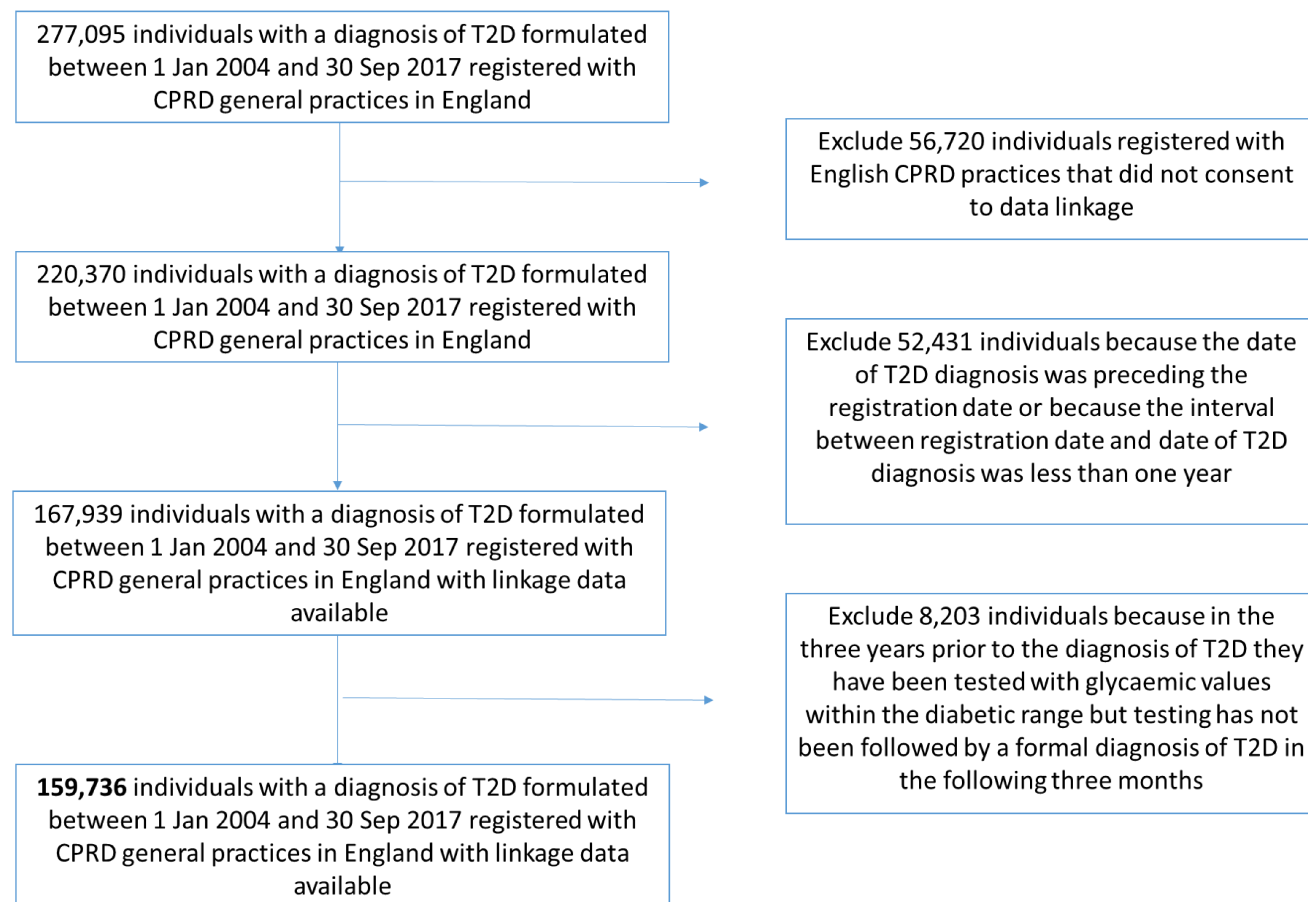 277,095 individuals with a diagnosis of T2D formulated
between 1 Jan 2004 and 30 Sep 2017 registered with
CPRD general practices in England
Exclude 56,720 individuals registered with
English CPRD practices that did not consent
to data linkage
220,370 individuals with a diagnosis of T2D formulated
between 1 Jan 2004 and 30 Sep 2017 registered with
CPRD general practices in England
Exclude 52,431 individuals because the date
of T2D diagnosis was preceding the
registration date or because the interval
between registration date and date of T2D
diagnosis was less than one year
167,939 individuals with a diagnosis of T2D formulated
between 1 Jan 2004 and 30 Sep 2017 registered with
CPRD general practices in England with linkage data
available
Exclude 8,203 individuals because in the
three years prior to the diagnosis of T2D they
have been tested with glycaemic values
within the diabetic range but testing has not
been followed by a formal diagnosis of T2D in
the following three months
159,736 individuals with a diagnosis of T2D formulated
between 1 Jan 2004 and 30 Sep 2017 registered with
CPRD general practices in England with linkage data
available